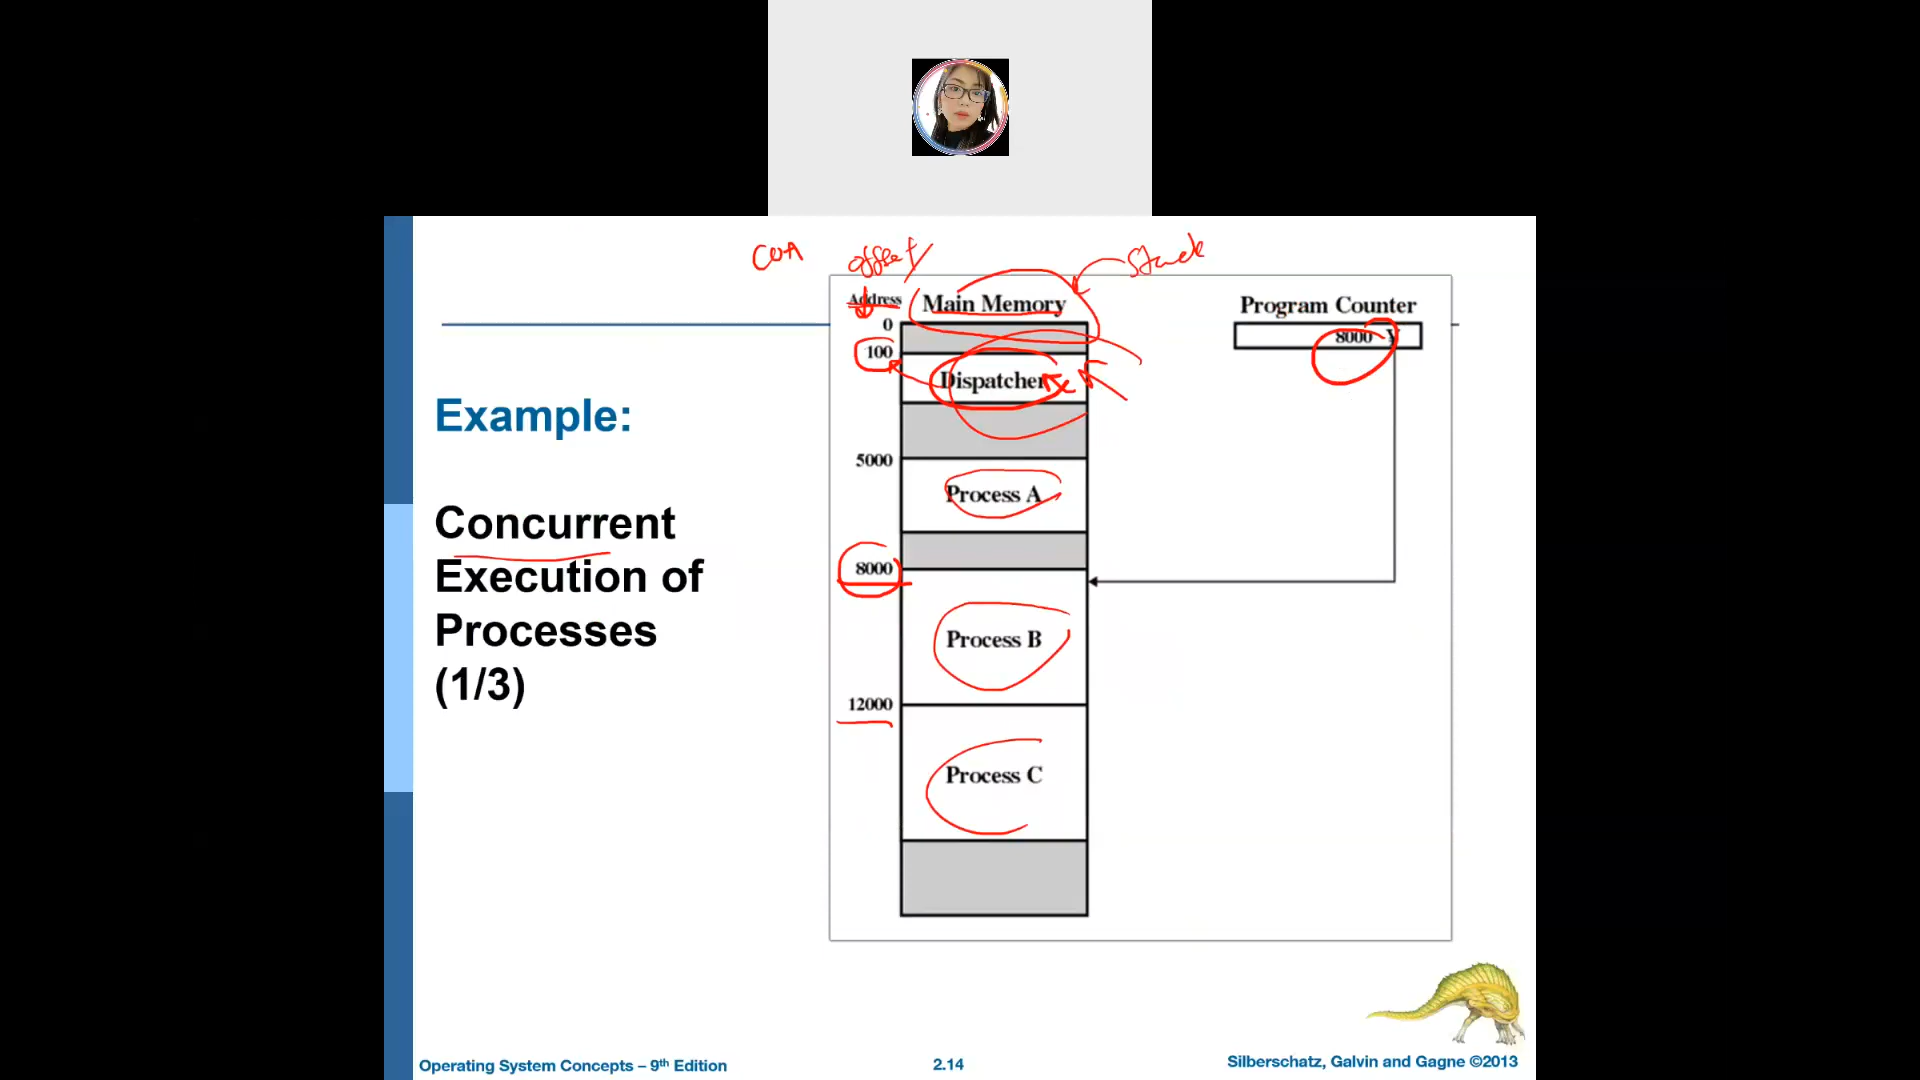 COA offset/ Stack
Address Main Memory Program Counter
0
8000
100
Dispatcher
Example:
5000
Process A
Concurrent
Execution of
Processes
(1/3)
8000
Process B
12000
Process C
Operating System Concepts – 9th Edition
2.14
Silberschatz, Galvin and Gagne ©2013